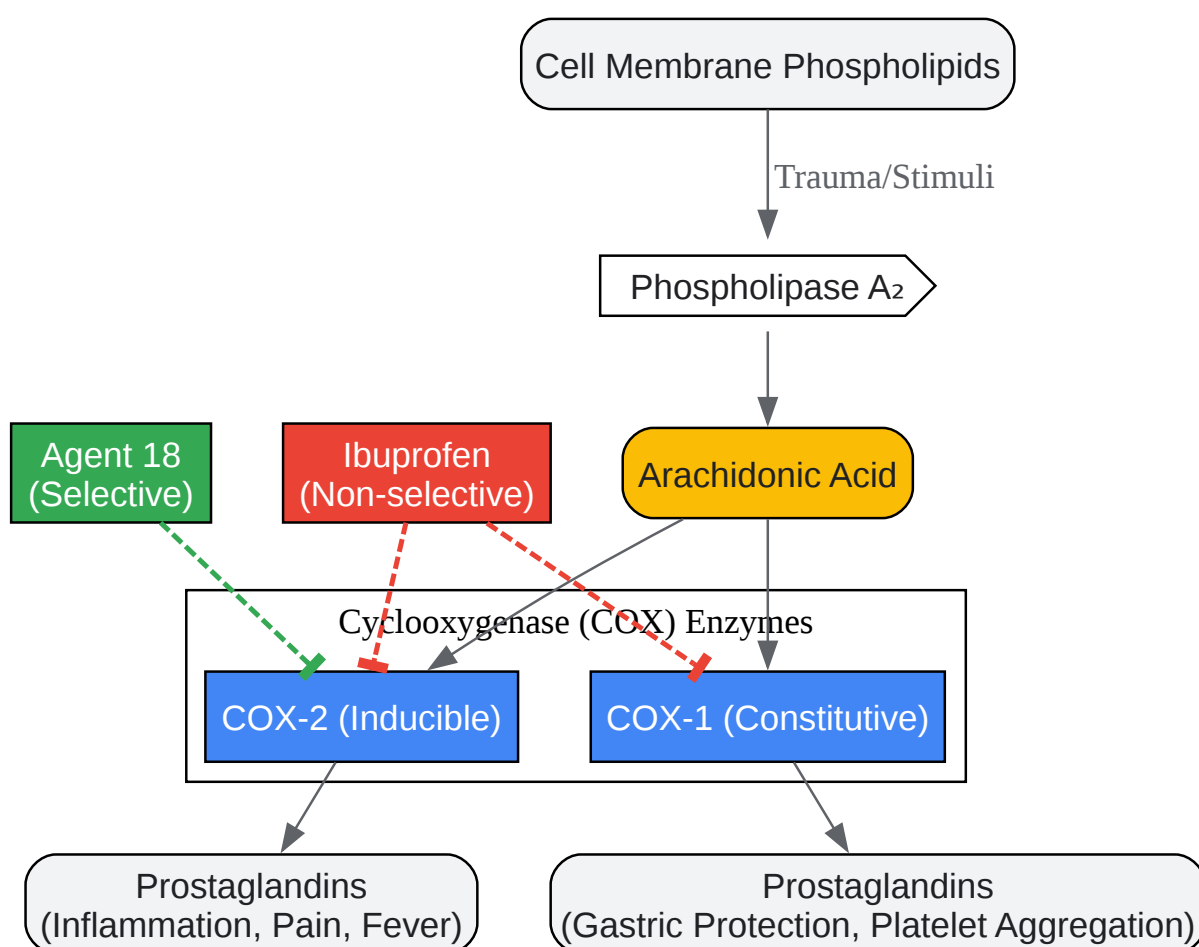 Cell Membrane Phospholipids
Trauma/Stimuli
Phospholipase A₂
Agent 18
(Selective)
Ibuprofen
(Non-selective)
Arachidonic Acid
Cyclooxygenase (COX) Enzymes
COX-2 (Inducible)
COX-1 (Constitutive)
Prostaglandins
(Inflammation, Pain, Fever)
Prostaglandins
(Gastric Protection, Platelet Aggregation)